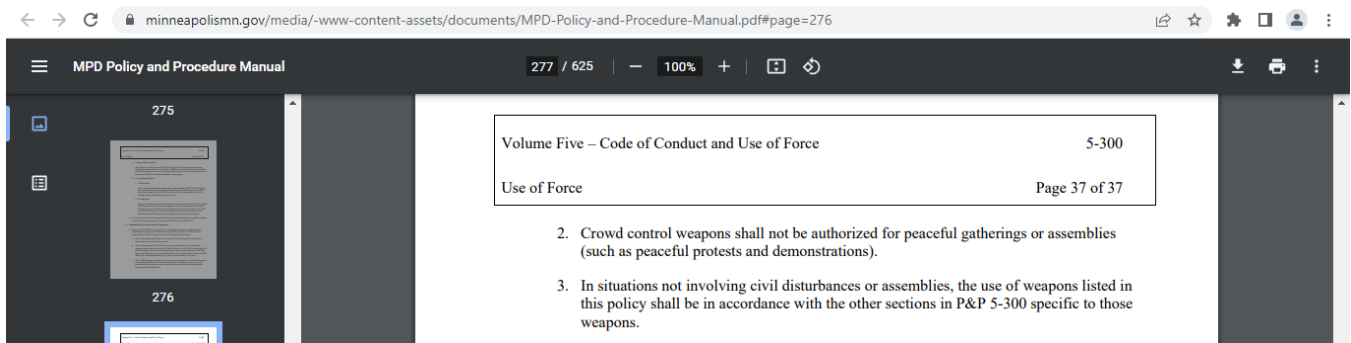 minneapolismn.gov/media/-www-content-assets/documents/MPD-Policy-and-Procedure-Manual.pdf#page=276
MPD Policy and Procedure Manual
277 / 625
100%
275
276
Volume Five – Code of Conduct and Use of Force 5-300
Use of Force Page 37 of 37
2. Crowd control weapons shall not be authorized for peaceful gatherings or assemblies
(such as peaceful protests and demonstrations).
3. In situations not involving civil disturbances or assemblies, the use of weapons listed in
this policy shall be in accordance with the other sections in P&P 5-300 specific to those
weapons.